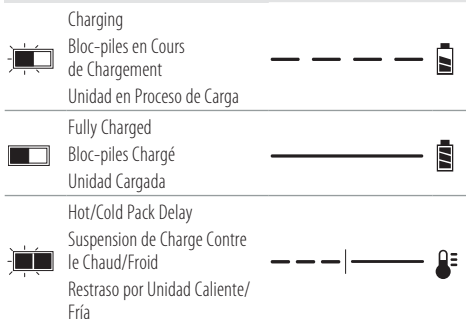 Charging
Bloc-piles en Cours
de Chargement
Unidad en Proceso de Carga
Fully Charged
Bloc-piles Chargé
Unidad Cargada
Hot/Cold Pack Delay
Suspension de Charge Contre
le Chaud/Froid
Restraso por Unidad Caliente/
Fría